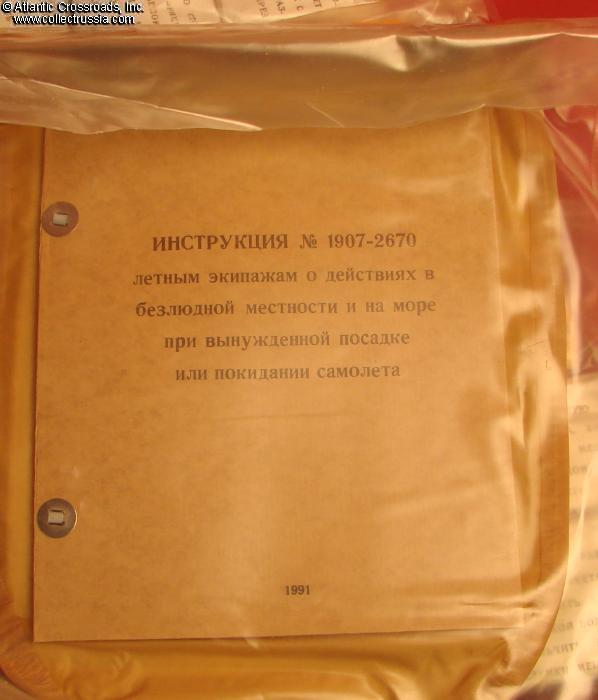 © Atlantic Crossroads, Inc.
www.collectrussia.com
ИНСТРУКЦИЯ № 1907-2670
летным экипажам о действиях в
безлюдной местности и на море
при вынужденной посадке
или покидании самолета
1991